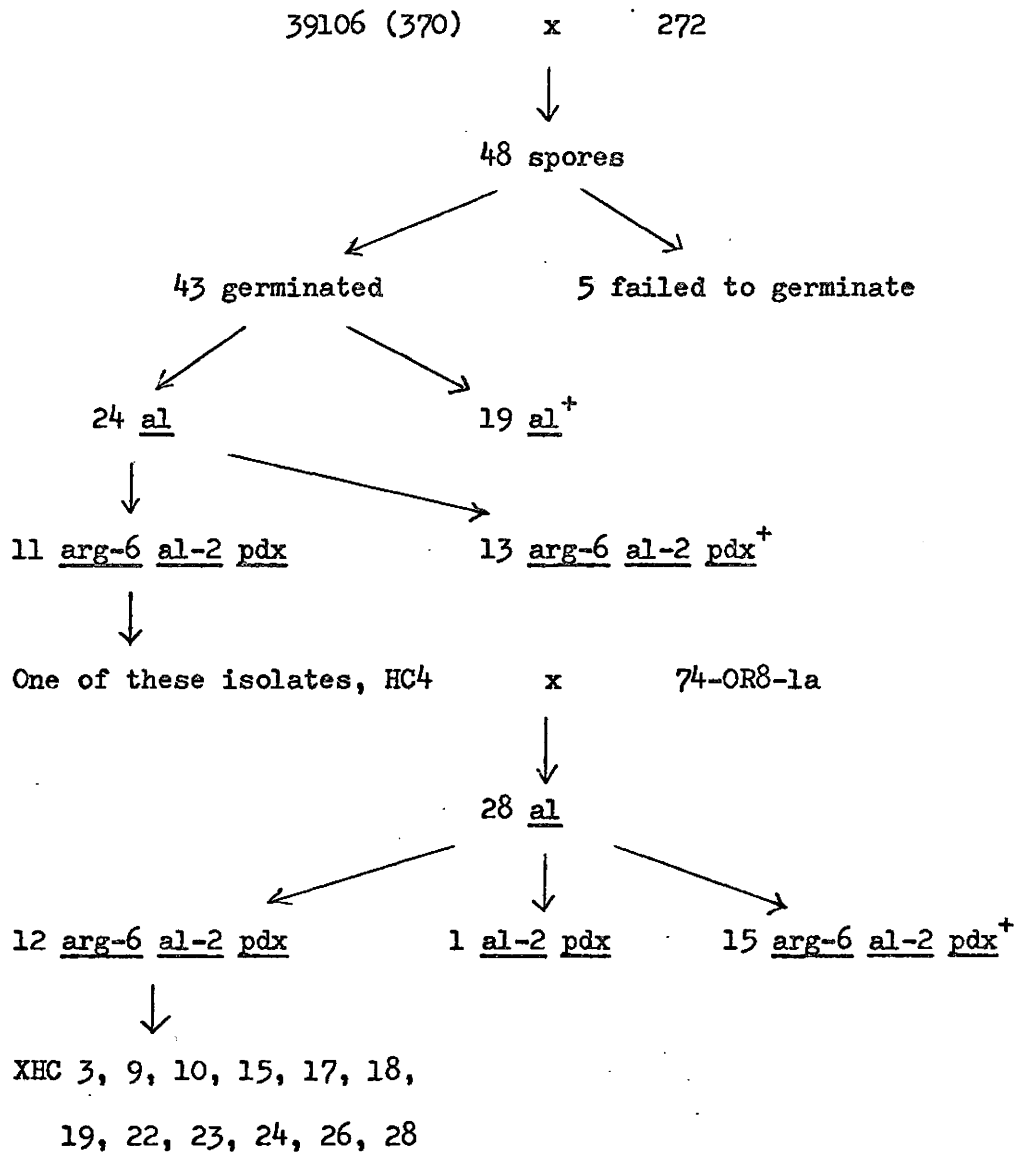 39106 (370) x 272
48 spores
43 germinated 5 failed to germinate
24 al 19 al⁺
11 arg-6 al-2 pdx 13 arg-6 al-2 pdx⁺
One of these isolates, HC4 x 74-OR8-1a
28 al
12 arg-6 al-2 pdx 1 al-2 pdx 15 arg-6 al-2 pdx⁺
XHC 3, 9, 10, 15, 17, 18,
19, 22, 23, 24, 26, 28